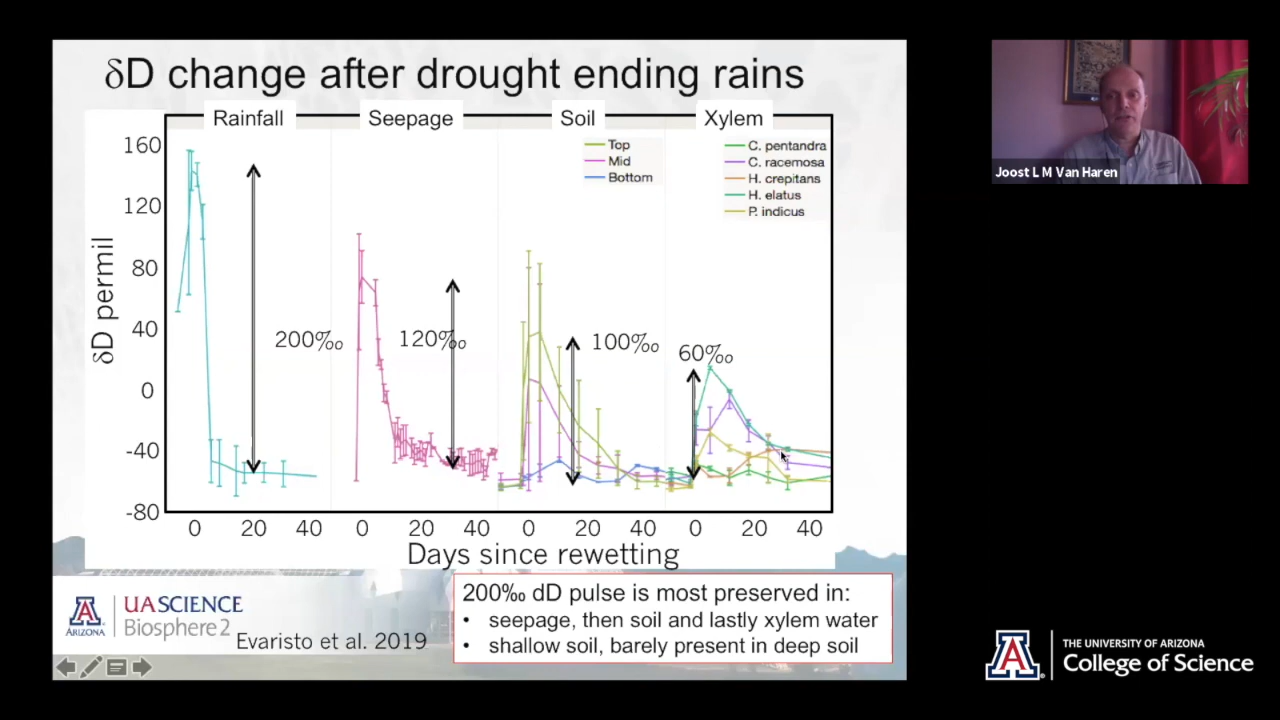 δD change after drought ending rains
Rainfall
Seepage
Soil
Xylem
Top
Mid
Bottom
C. pentandra
C. racemosa
H. crepitans
H. elatus
P. indicus
160
120
80
40
0
-40
-80
δD permil
200‰
120‰
100‰
60‰
0 20 40 0 20 40 0 20 40 0 20 40
Days since rewetting
200‰ dD pulse is most preserved in:
• seepage, then soil and lastly xylem water
• shallow soil, barely present in deep soil
A
ARIZONA
UASCIENCE
Biosphere2
Evaristo et al. 2019
Joost L M Van Haren
A
THE UNIVERSITY OF ARIZONA
College of Science